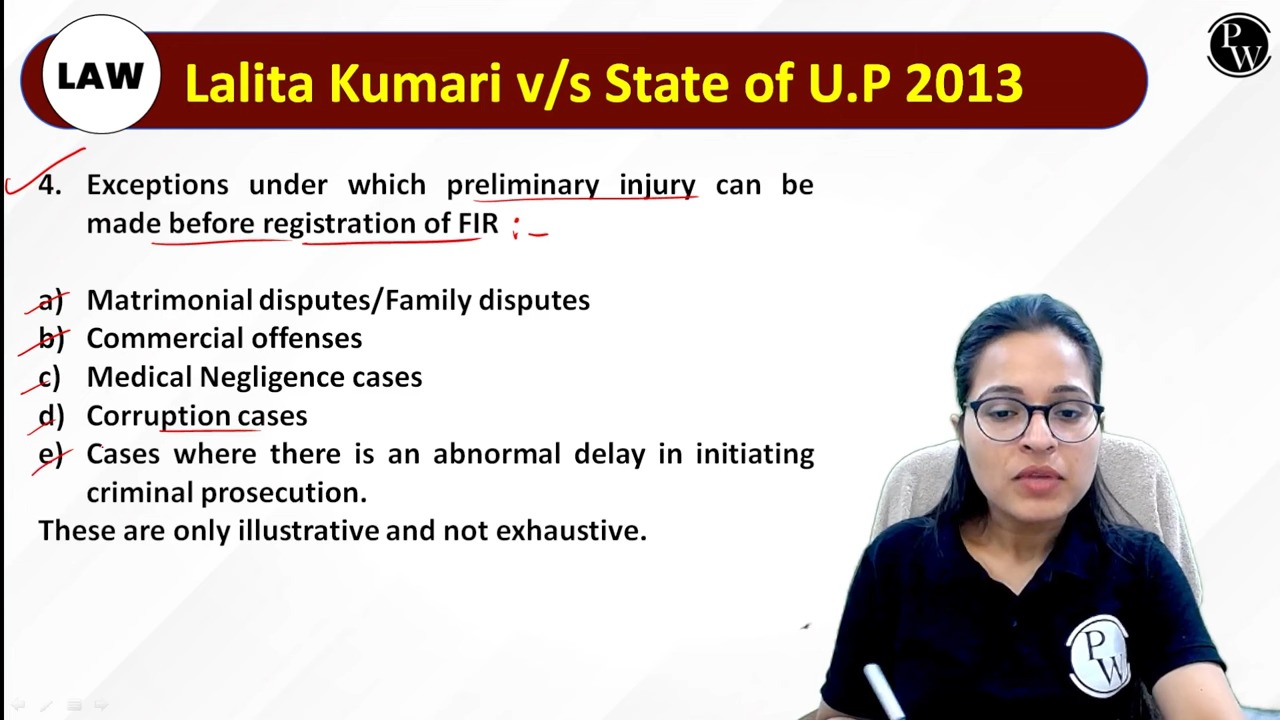 LAW
Lalita Kumari v/s State of U.P 2013
PW
4. Exceptions under which preliminary injury can be
made before registration of FIR :-
a) Matrimonial disputes/Family disputes
b) Commercial offenses
c) Medical Negligence cases
d) Corruption cases
e) Cases where there is an abnormal delay in initiating
criminal prosecution.
These are only illustrative and not exhaustive.
PW